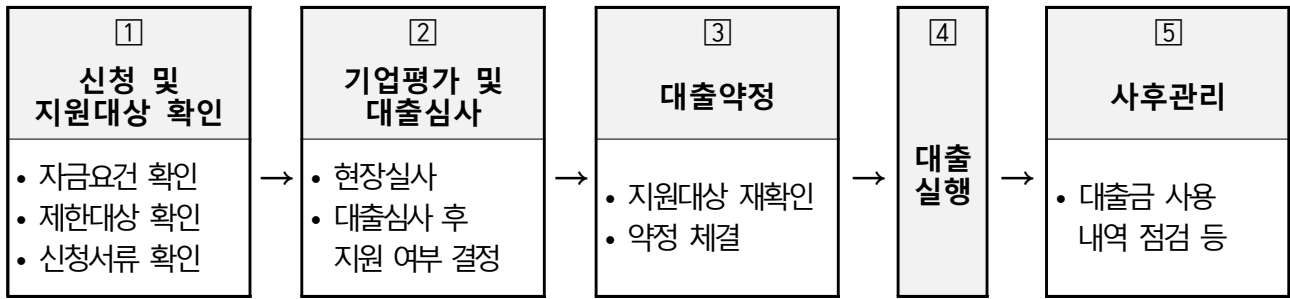 1
신청 및
지원대상 확인
• 자금요건 확인
• 제한대상 확인
• 신청서류 확인
→
2
기업평가 및
대출심사
• 현장실사
• 대출심사 후
지원 여부 결정
→
3
대출약정
• 지원대상 재확인
• 약정 체결
→
4
대출
실행
→
5
사후관리
• 대출금 사용
내역 점검 등